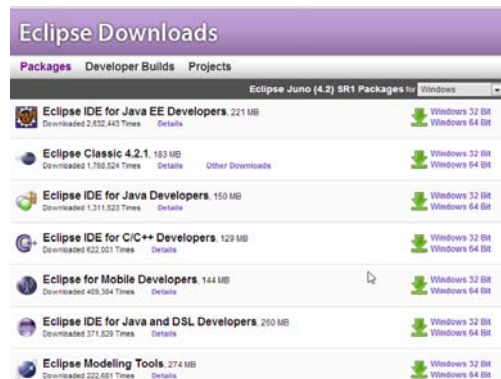 Eclipse Downloads
Packages Developer Builds Projects
Eclipse Juno (4.2) SR1 Packages for Windows
Eclipse IDE for Java EE Developers, 221 MB
Downloaded 2,632,443 Times Details
Windows 32 Bit
Windows 64 Bit
Eclipse Classic 4.2.1, 183 MB
Downloaded 1,768,524 Times Details Other Downloads
Windows 32 Bit
Windows 64 Bit
Eclipse IDE for Java Developers, 150 MB
Downloaded 1,311,523 Times Details
Windows 32 Bit
Windows 64 Bit
Eclipse IDE for C/C++ Developers, 129 MB
Downloaded 622,001 Times Details
Windows 32 Bit
Windows 64 Bit
Eclipse for Mobile Developers, 144 MB
Downloaded 409,384 Times Details
Windows 32 Bit
Windows 64 Bit
Eclipse IDE for Java and DSL Developers, 260 MB
Downloaded 371,829 Times Details
Windows 32 Bit
Windows 64 Bit
Eclipse Modeling Tools, 274 MB
Downloaded 222,681 Times Details
Windows 32 Bit
Windows 64 Bit